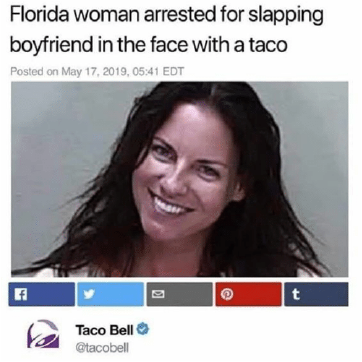 Florida woman arrested for slapping
boyfriend in the face with a taco
Posted on May 17, 2019, 05:41 EDT
f
t
Taco Bell
@tacobell